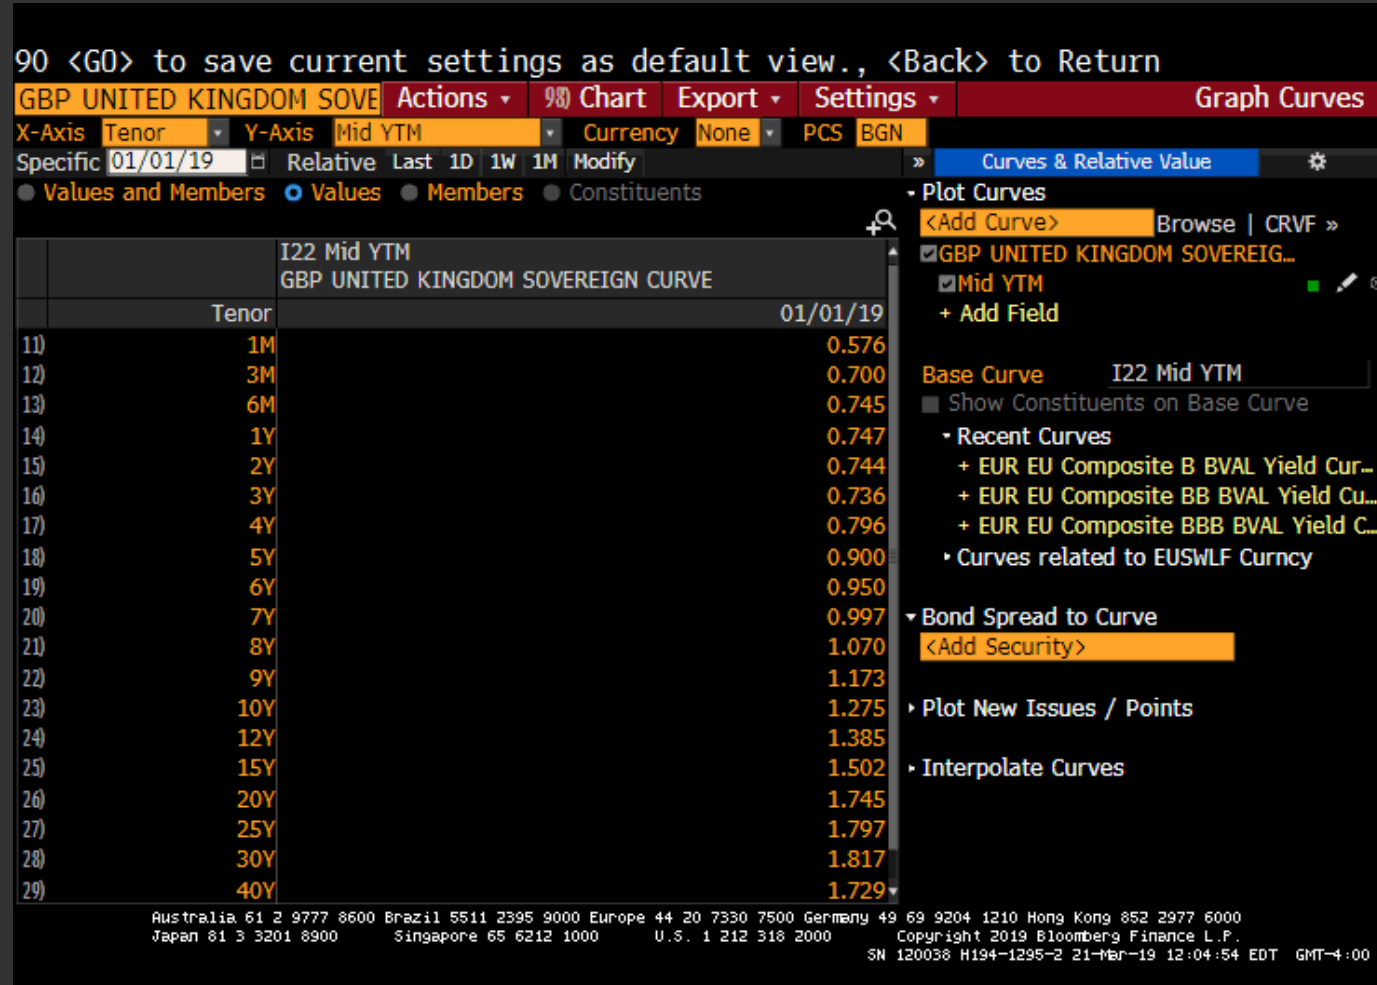 90 <GO> to save current settings as default view., <Back> to Return
GBP UNITED KINGDOM SOVE Actions 98) Chart Export Settings Graph Curves
X-Axis Tenor Y-Axis Mid YTM Currency None PCS BGN
Specific 01/01/19 Relative Last 1D 1W 1M Modify » Curves & Relative Value
Values and Members Values Members Constituents
Plot Curves
<Add Curve> Browse | CRVF »
GBP UNITED KINGDOM SOVEREIG...
Mid YTM
+ Add Field
Base Curve I22 Mid YTM
Show Constituents on Base Curve
Recent Curves
+ EUR EU Composite B BVAL Yield Cur...
+ EUR EU Composite BB BVAL Yield Cu...
+ EUR EU Composite BBB BVAL Yield C...
Curves related to EUSWLF Curncy
Bond Spread to Curve
<Add Security>
Plot New Issues / Points
Interpolate Curves
I22 Mid YTM
GBP UNITED KINGDOM SOVEREIGN CURVE
Tenor 01/01/19
11) 1M 0.576
12) 3M 0.700
13) 6M 0.745
14) 1Y 0.747
15) 2Y 0.744
16) 3Y 0.736
17) 4Y 0.796
18) 5Y 0.900
19) 6Y 0.950
20) 7Y 0.997
21) 8Y 1.070
22) 9Y 1.173
23) 10Y 1.275
24) 12Y 1.385
25) 15Y 1.502
26) 20Y 1.745
27) 25Y 1.797
28) 30Y 1.817
29) 40Y 1.729
Australia 61 2 9777 8600 Brazil 5511 2395 9000 Europe 44 20 7330 7500 Germany 49 69 9204 1210 Hong Kong 852 2977 6000
Japan 81 3 3201 8900 Singapore 65 6212 1000 U.S. 1 212 318 2000 Copyright 2019 Bloomberg Finance L.P.
SN 120038 H194-1295-2 21-Mar-19 12:04:54 EDT GMT-4:00